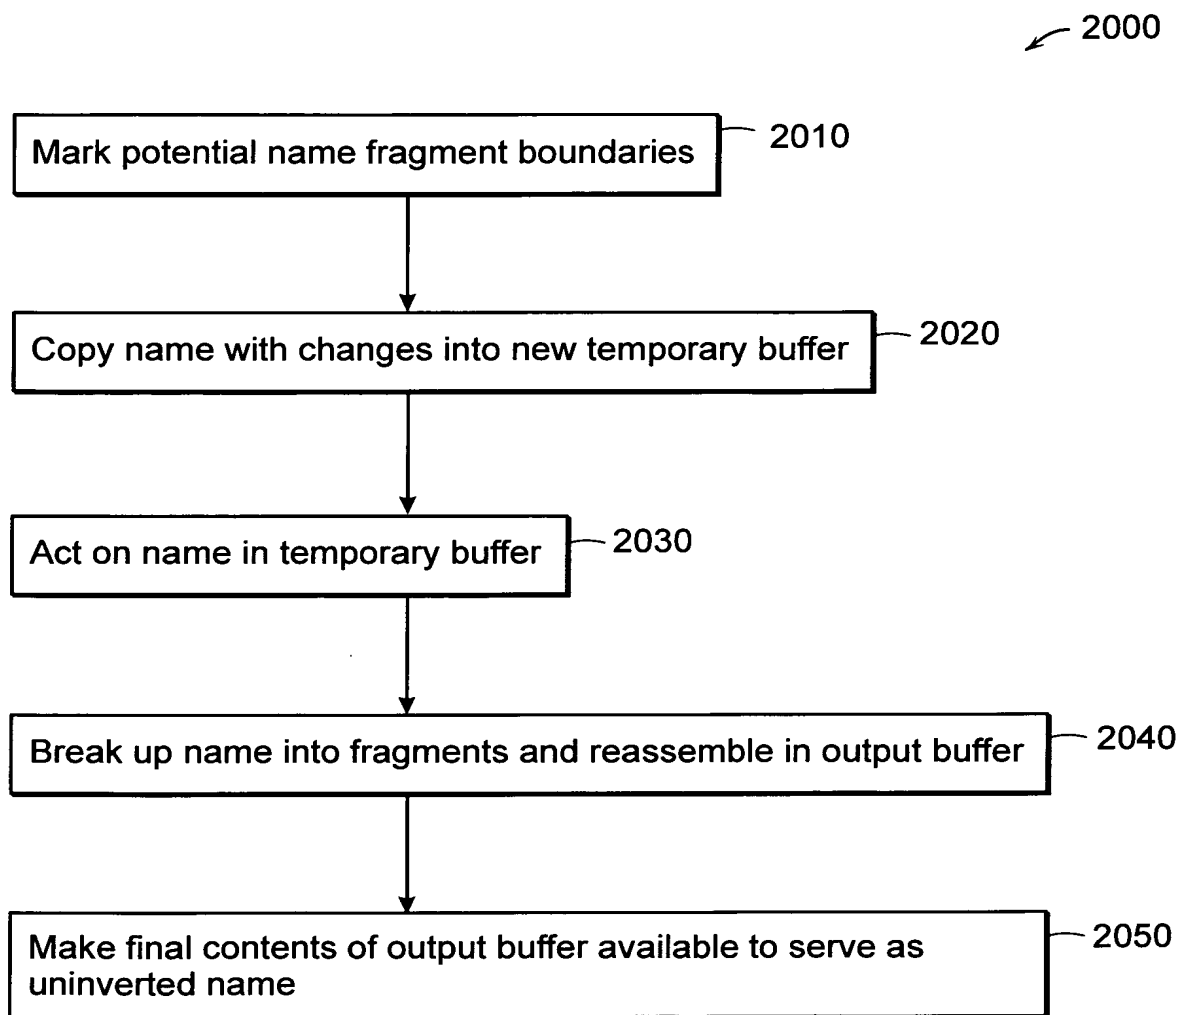 2000
Mark potential name fragment boundaries
2010
Copy name with changes into new temporary buffer
2020
Act on name in temporary buffer
2030
Break up name into fragments and reassemble in output buffer
2040
Make final contents of output buffer available to serve as
uninverted name
2050